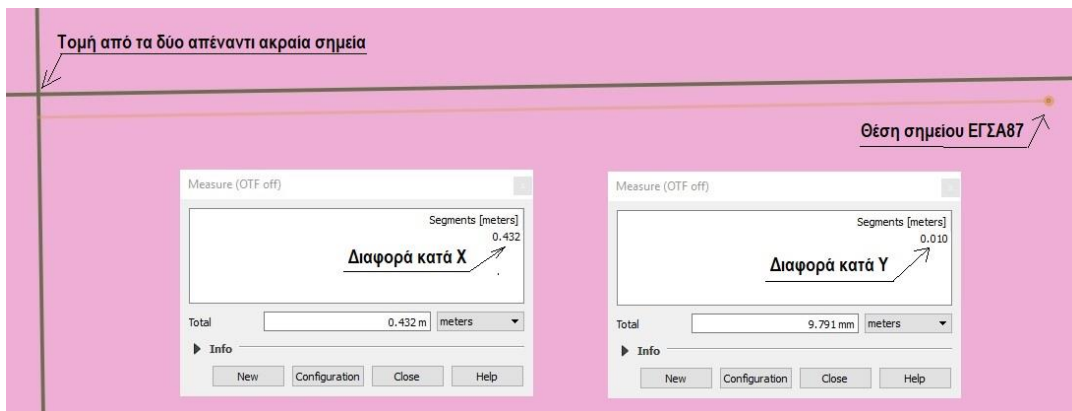 Τομή από τα δύο απέναντι ακραία σημεία
Θέση σημείου ΕΓΣΑ87
Measure (OTF off)
Segments [meters]
0.432
Διαφορά κατά Χ
Total 0.432 m meters
Info
New Configuration Close Help
Measure (OTF off)
Segments [meters]
0.010
Διαφορά κατά Υ
Total 9.791 mm meters
Info
New Configuration Close Help